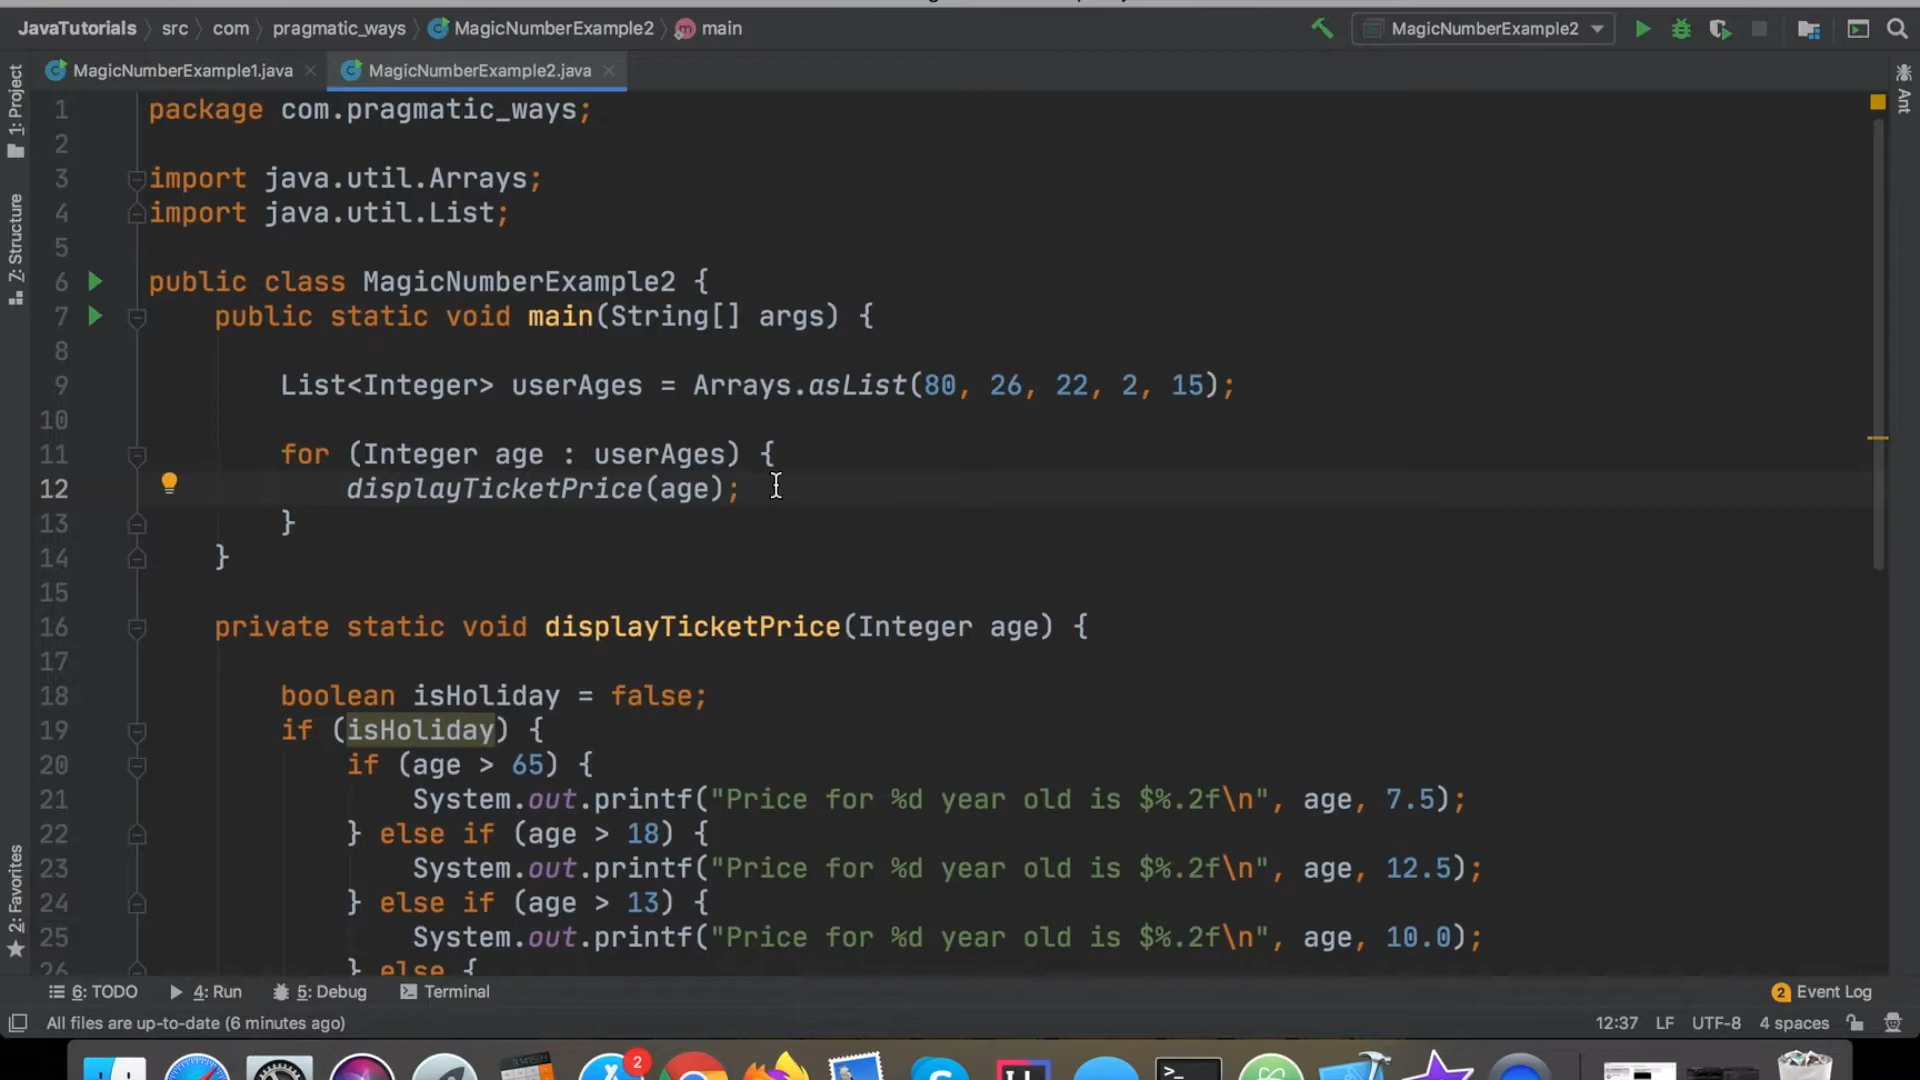 JavaTutorials src com pragmatic_ways MagicNumberExample2 main MagicNumberExample2
MagicNumberExample1.java MagicNumberExample2.java
1: Project
7: Structure
2: Favorites
Ant
1 package com.pragmatic_ways;
2
3 import java.util.Arrays;
4 import java.util.List;
5
6 public class MagicNumberExample2 {
7 public static void main(String[] args) {
8
9 List<Integer> userAges = Arrays.asList(80, 26, 22, 2, 15);
10
11 for (Integer age : userAges) {
12 displayTicketPrice(age);
13 }
14 }
15
16 private static void displayTicketPrice(Integer age) {
17
18 boolean isHoliday = false;
19 if (isHoliday) {
20 if (age > 65) {
21 System.out.printf("Price for %d year old is $%.2f\n", age, 7.5);
22 } else if (age > 18) {
23 System.out.printf("Price for %d year old is $%.2f\n", age, 12.5);
24 } else if (age > 13) {
25 System.out.printf("Price for %d year old is $%.2f\n", age, 10.0);
26 } else {
6: TODO 4: Run 5: Debug Terminal 2 Event Log
All files are up-to-date (6 minutes ago) 12:37 LF UTF-8 4 spaces
2